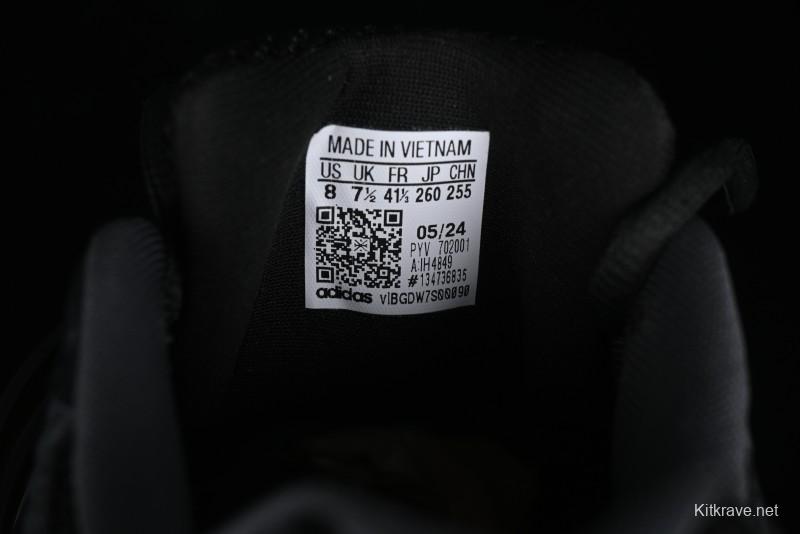 MADE IN VIETNAM
US UK FR JP CHN
8 7½ 41⅓ 260 255
05/24
PYV 702001
A:IH4849
#134736835
adidas v|BGDW7S00090
Kitkrave.net